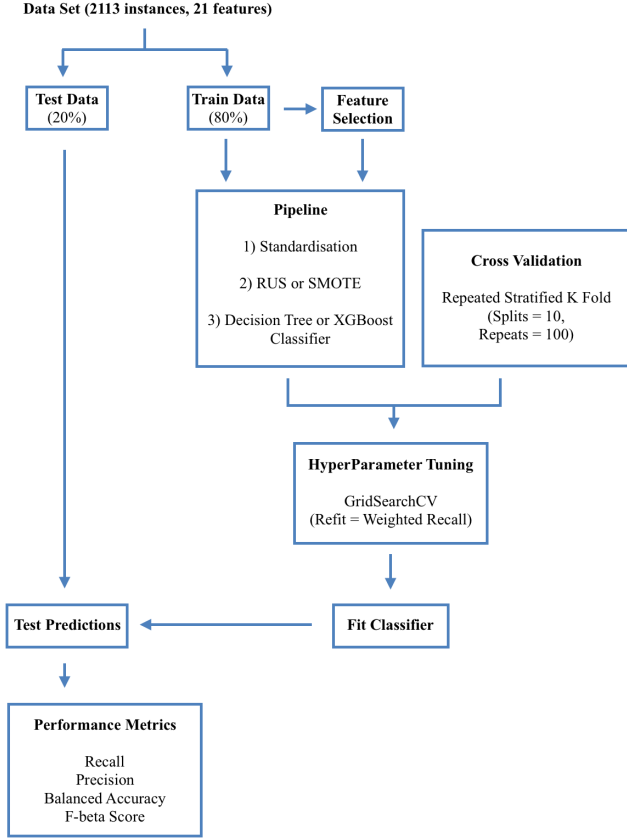 Data Set (2113 instances, 21 features)
Test Data
(20%)
Train Data
(80%)
Feature
Selection
Pipeline
1) Standardisation
2) RUS or SMOTE
3) Decision Tree or XGBoost
Classifier
Cross Validation
Repeated Stratified K Fold
(Splits = 10,
Repeats = 100)
HyperParameter Tuning
GridSearchCV
(Refit = Weighted Recall)
Test Predictions
Fit Classifier
Performance Metrics
Recall
Precision
Balanced Accuracy
F-beta Score